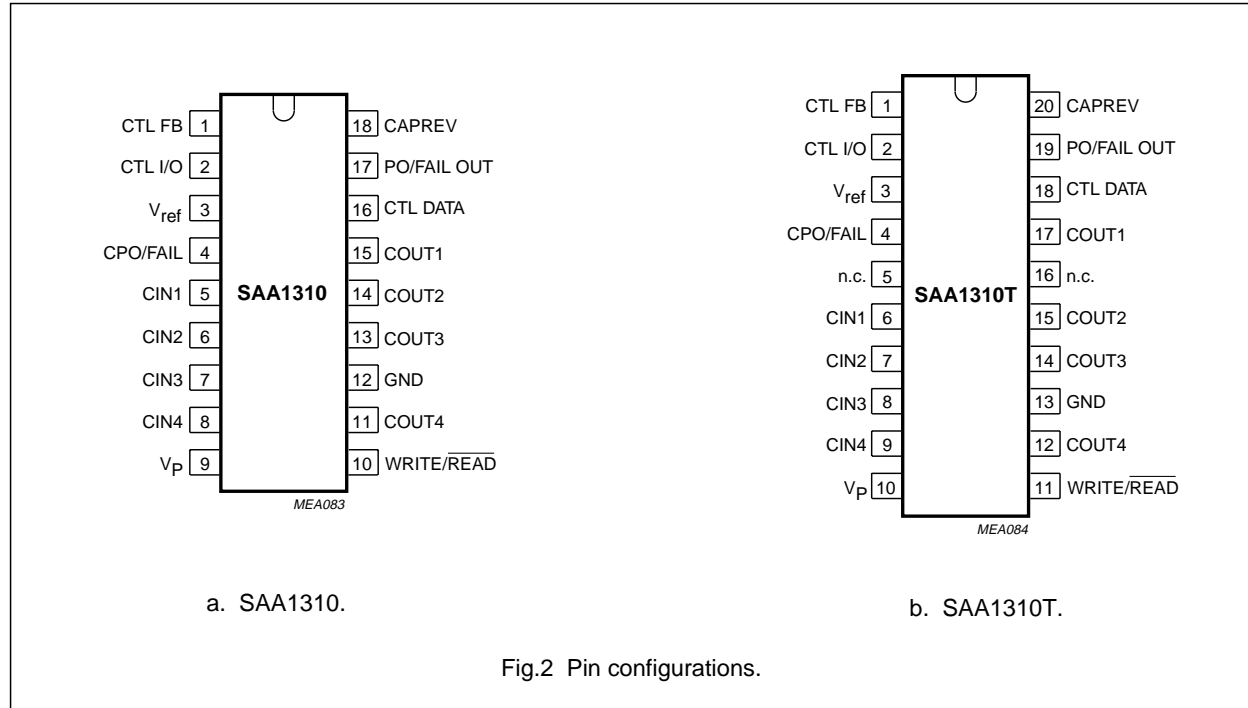 CTL FB 1
CTL I/O 2
Vref 3
CPO/FAIL 4
CIN1 5
CIN2 6
CIN3 7
CIN4 8
VP 9
SAA1310
18 CAPREV
17 PO/FAIL OUT
16 CTL DATA
15 COUT1
14 COUT2
13 COUT3
12 GND
11 COUT4
10 WRITE/READ
MEA083
a. SAA1310.
CTL FB 1
CTL I/O 2
Vref 3
CPO/FAIL 4
n.c. 5
CIN1 6
CIN2 7
CIN3 8
CIN4 9
VP 10
SAA1310T
20 CAPREV
19 PO/FAIL OUT
18 CTL DATA
17 COUT1
16 n.c.
15 COUT2
14 COUT3
13 GND
12 COUT4
11 WRITE/READ
MEA084
b. SAA1310T.
Fig.2 Pin configurations.